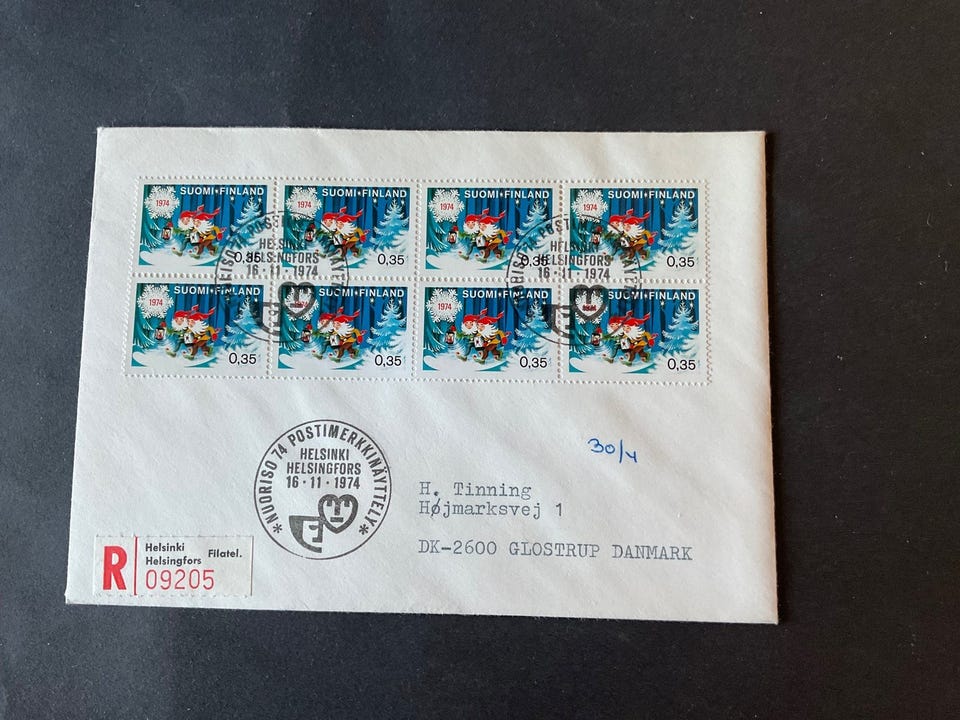 SUOMI•FINLAND SUOMI•FINLAND SUOMI•FINLAND SUOMI•FINLAND
1974 1974 1974
0,35 0,35 0,35 0,35
HELSINKI HELSINKI
HELSINGFORS HELSINGFORS
16·11·1974 16·11·1974
SUOMI•FINLAND SUOMI•FINLAND SUOMI•FINLAND SUOMI•FINLAND
1974 1974 1974
0,35 0,35 0,35 0,35
*NUORISO 74 POSTIMERKKINÄYTTELY*
HELSINKI
HELSINGFORS
16·11·1974
30/4
H. Tinning
Højmarksvej 1
DK-2600 GLOSTRUP DANMARK
R
Helsinki Filatel.
Helsingfors
09205